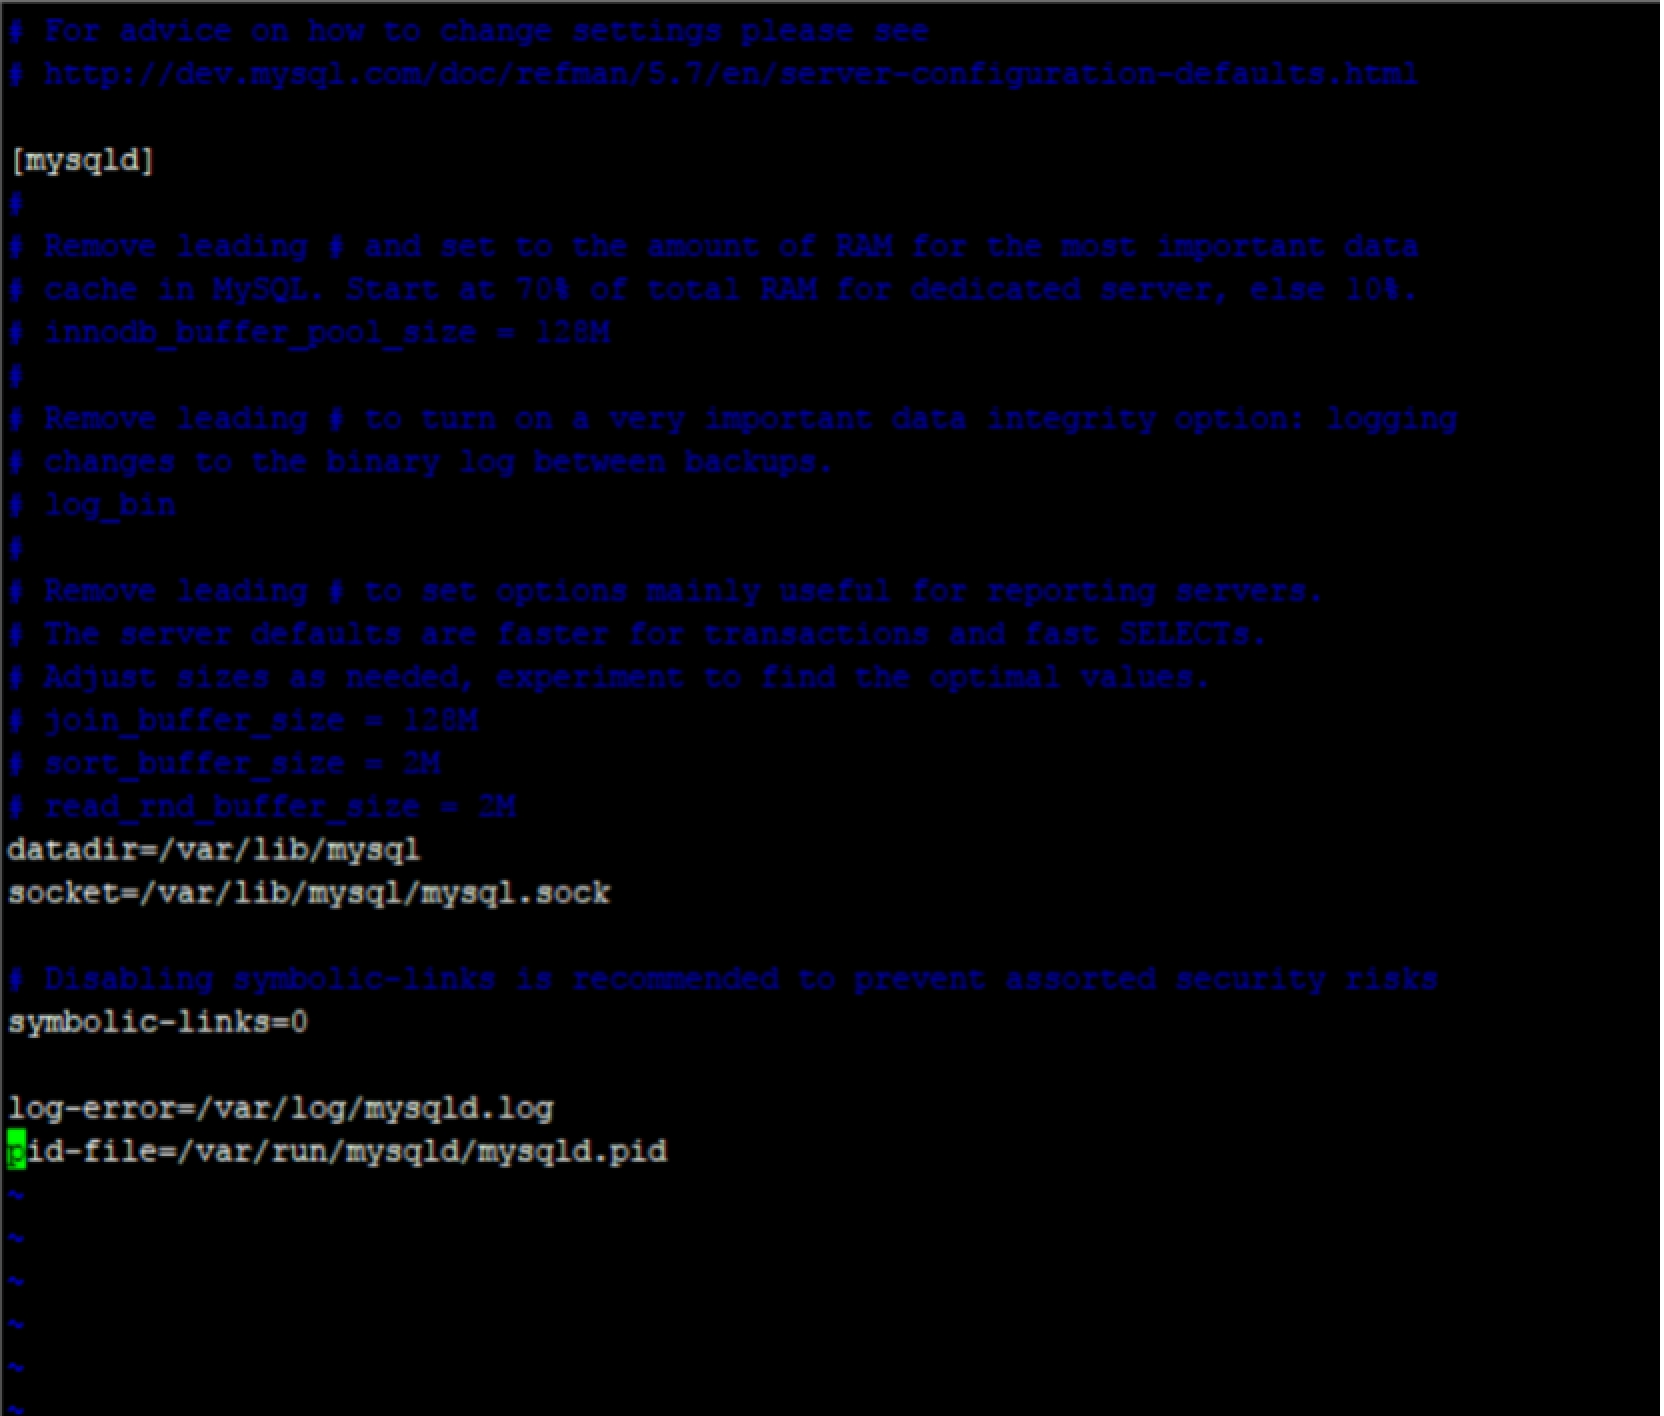 # For advice on how to change settings please see
# http://dev.mysql.com/doc/refman/5.7/en/server-configuration-defaults.html
[mysqld]
#
# Remove leading # and set to the amount of RAM for the most important data
# cache in MySQL. Start at 70% of total RAM for dedicated server, else 10%.
# innodb_buffer_pool_size = 128M
#
# Remove leading # to turn on a very important data integrity option: logging
# changes to the binary log between backups.
# log_bin
#
# Remove leading # to set options mainly useful for reporting servers.
# The server defaults are faster for transactions and fast SELECTs.
# Adjust sizes as needed, experiment to find the optimal values.
# join_buffer_size = 128M
# sort_buffer_size = 2M
# read_rnd_buffer_size = 2M
datadir=/var/lib/mysql
socket=/var/lib/mysql/mysql.sock
# Disabling symbolic-links is recommended to prevent assorted security risks
symbolic-links=0
log-error=/var/log/mysqld.log
pid-file=/var/run/mysqld/mysqld.pid
~
~
~
~
~
~